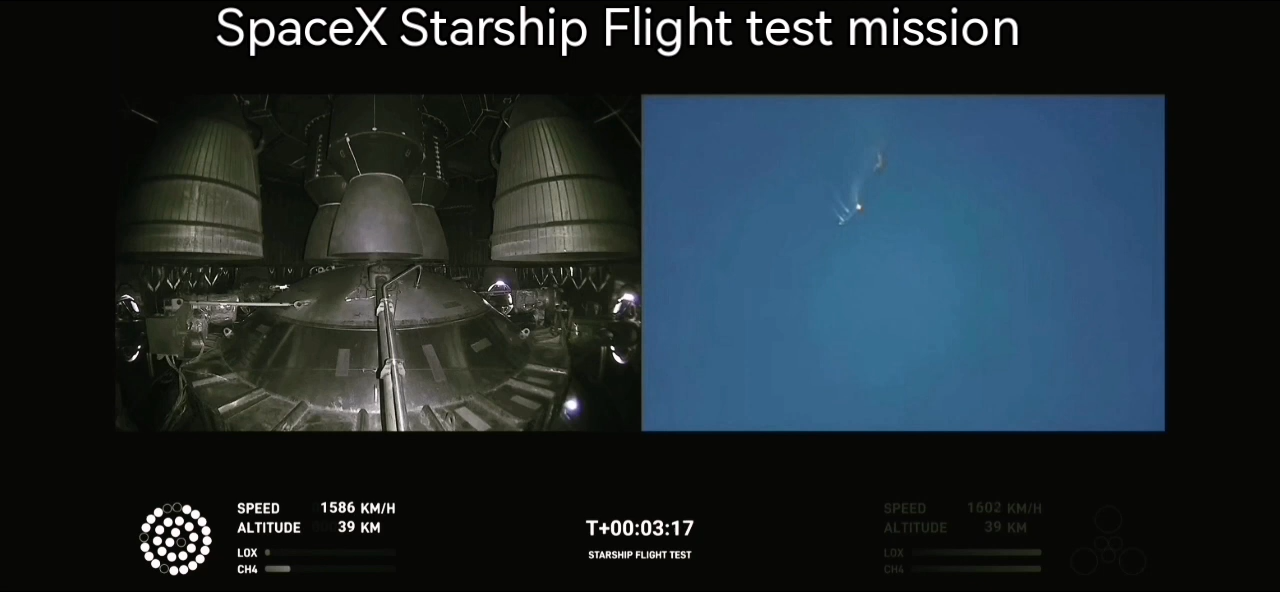 SpaceX Starship Flight test mission
SPEED 1586 KM/H
ALTITUDE 39 KM
LOX
CH4
T+00:03:17
STARSHIP FLIGHT TEST
SPEED 1602 KM/H
ALTITUDE 39 KM
LOX
CH4